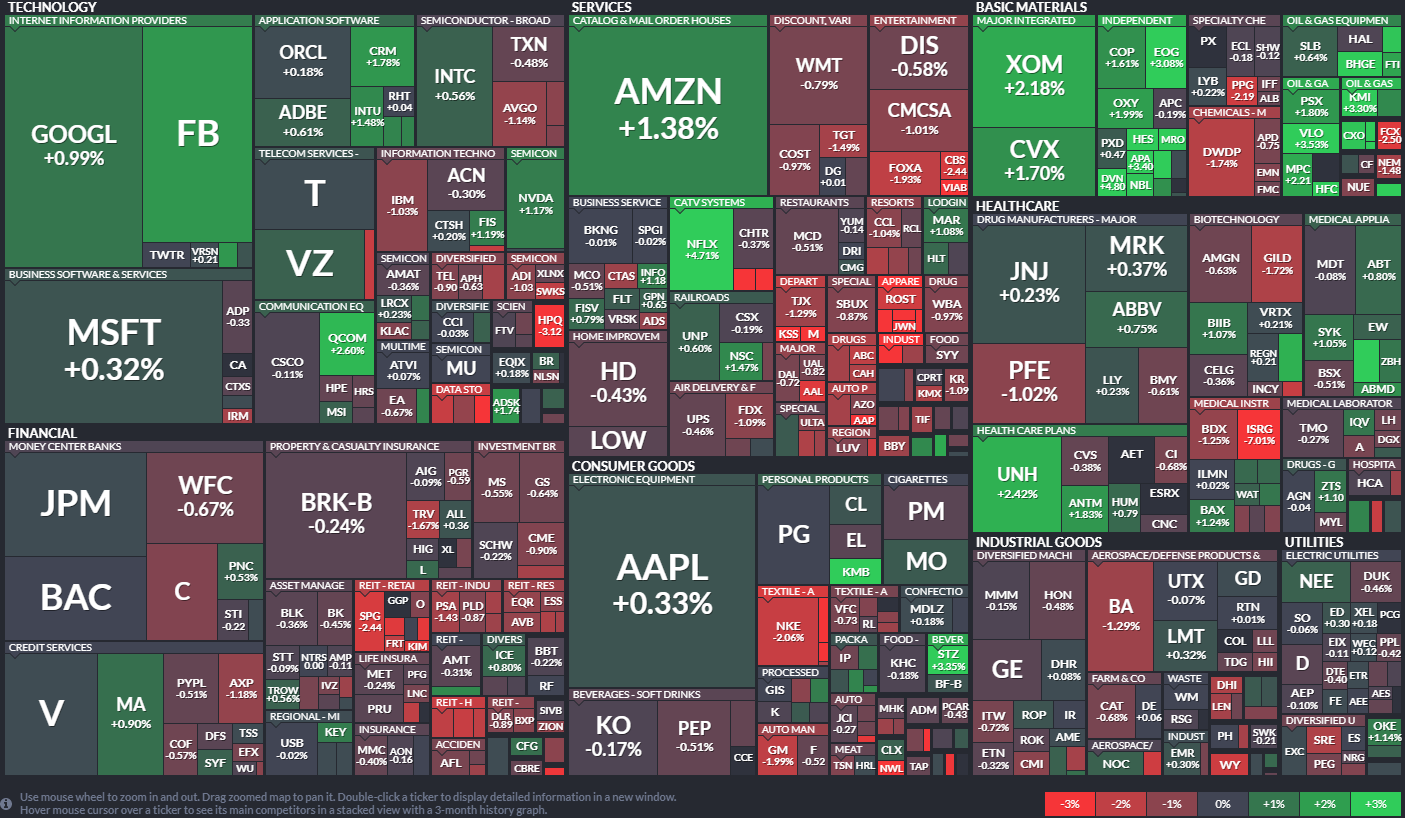 TECHNOLOGY
INTERNET INFORMATION PROVIDERS
GOOGL
+0.99%
FB
TWTR
VRSN
+0.21
APPLICATION SOFTWARE
ORCL
+0.18%
ADBE
+0.61%
CRM
+1.78%
INTU
+1.48%
RHT
+0.04
SEMICONDUCTOR - BROAD
INTC
+0.56%
TXN
-0.48%
AVGO
-1.14%
TELECOM SERVICES -
T
VZ
INFORMATION TECHNO
IBM
-1.03%
ACN
-0.30%
CTSH
+0.20%
FIS
+1.19%
SEMICON
NVDA
+1.17%
BUSINESS SOFTWARE & SERVICES
MSFT
+0.32%
ADP
-0.33
CA
CTXS
IRM
COMMUNICATION EQ
CSCO
-0.11%
QCOM
+2.60%
HPE
HRS
MSI
SEMICON
AMAT
-0.36%
LRCX
+0.23%
KLAC
DIVERSIFIED
TEL
-0.90
APH
-0.63
SEMICON
ADI
-1.03
XLNX
SWKS
DIVERSIFIE
CCI
-0.03%
SCIEN
FTV
HPQ
-3.12
MULTIME
ATVI
+0.07%
EA
-0.67%
SEMICON
MU
EQIX
+0.18%
BR
NLSN
DATA STO
ADSK
+1.74
FINANCIAL
MONEY CENTER BANKS
JPM
WFC
-0.67%
BAC
C
PNC
+0.53%
STI
-0.22
PROPERTY & CASUALTY INSURANCE
BRK-B
-0.24%
AIG
-0.09%
PGR
-0.59
TRV
-1.67%
ALL
+0.36
HIG
XL
L
INVESTMENT BR
MS
-0.55%
GS
-0.64%
SCHW
-0.22%
CME
-0.90%
CREDIT SERVICES
V
MA
+0.90%
PYPL
-0.51%
AXP
-1.18%
COF
-0.57%
DFS
TSS
SYF
EFX
WU
ASSET MANAGE
BLK
-0.36%
BK
-0.45%
STT
-0.09%
NTRS
0.00
AMP
-0.11
TROW
+0.56%
IVZ
REIT - RETAI
SPG
-2.44
GGP
O
FRT
KIM
REIT - INDU
PSA
-1.43
PLD
-0.87
REIT - RES
EQR
ESS
AVB
LIFE INSURA
MET
-0.24%
PFG
PRU
LNC
REIT -
AMT
-0.31%
DIVERS
ICE
+0.80%
BBT
-0.22%
RF
REGIONAL - MI
USB
-0.02%
KEY
INSURANCE
MMC
-0.40%
AON
-0.16
REIT - H
REIT -
DLR
-0.89
BXP
SIVB
ZION
ACCIDEN
AFL
CFG
CBRE
SERVICES
CATALOG & MAIL ORDER HOUSES
AMZN
+1.38%
DISCOUNT, VARI
WMT
-0.79%
COST
-0.97%
TGT
-1.49%
DG
+0.01
ENTERTAINMENT
DIS
-0.58%
CMCSA
-1.01%
FOXA
-1.93%
CBS
-2.44
VIAB
BUSINESS SERVICE
BKNG
-0.01%
SPGI
-0.02%
MCO
-0.51%
CTAS
INFO
+1.18
FISV
+0.79%
FLT
GPN
+0.65
VRSK
ADS
CATV SYSTEMS
NFLX
+4.71%
CHTR
-0.37%
RESTAURANTS
MCD
-0.51%
YUM
-0.14
DRI
CMG
RESORTS
CCL
-1.04%
RCL
LODGIN
MAR
+1.08%
HLT
RAILROADS
UNP
+0.60%
CSX
-0.19%
NSC
+1.47%
DEPART
TJX
-1.29%
KSS
M
SPECIAL
SBUX
-0.87%
APPARE
ROST
JWN
DRUG
WBA
-0.97%
HOME IMPROVEM
HD
-0.43%
LOW
AIR DELIVERY & F
UPS
-0.46%
FDX
-1.09%
MAJOR
DAL
-0.72
UAL
-0.82
AAL
DRUGS
ABC
CAH
INDUST
FOOD
SYY
AUTO P
AZO
AAP
CPRT
KMX
KR
-1.09
SPECIAL
ULTA
REGION
LUV
TIF
BBY
CONSUMER GOODS
ELECTRONIC EQUIPMENT
AAPL
+0.33%
PERSONAL PRODUCTS
PG
CL
EL
KMB
CIGARETTES
PM
MO
TEXTILE - A
NKE
-2.06%
TEXTILE - A
VFC
-0.73
RL
CONFECTIO
MDLZ
+0.18%
PACKA
IP
FOOD -
KHC
-0.18%
BEVER
STZ
+3.35%
BF-B
BEVERAGES - SOFT DRINKS
KO
-0.17%
PEP
-0.51%
CCE
PROCESSED
GIS
K
AUTO
JCI
-0.27
MHK
ADM
PCAR
-0.43
AUTO MAN
GM
-1.99%
F
-0.52
MEAT
TSN
HRL
CLX
NWL
TAP
BASIC MATERIALS
MAJOR INTEGRATED
XOM
+2.18%
CVX
+1.70%
INDEPENDENT
COP
+1.61%
EOG
+3.08%
OXY
+1.99%
APC
-0.19%
PXD
+0.47
HES
MRO
APA
+3.40
DVN
+4.80
NBL
SPECIALTY CHE
PX
ECL
-0.18
SHW
-0.12
LYB
+0.22%
PPG
-2.19
IFF
ALB
CHEMICALS - M
DWDP
-1.74%
APD
-0.75
EMN
FMC
OIL & GAS EQUIPMEN
SLB
+0.64%
HAL
BHGE
FTI
OIL & GA
PSX
+1.80%
VLO
+3.53%
MPC
+2.21
HFC
OIL & GAS
KMI
+3.30%
CXO
FCX
-2.50
CF
NEM
-1.48
NUE
HEALTHCARE
DRUG MANUFACTURERS - MAJOR
JNJ
+0.23%
MRK
+0.37%
ABBV
+0.75%
PFE
-1.02%
LLY
+0.23%
BMY
-0.61%
BIOTECHNOLOGY
AMGN
-0.63%
GILD
-1.72%
BIIB
+1.07%
VRTX
+0.21%
CELG
-0.36%
REGN
+0.21
INCY
MEDICAL APPLIA
MDT
-0.08%
ABT
+0.80%
SYK
+1.05%
EW
BSX
-0.51%
ZBH
ABMD
HEALTH CARE PLANS
UNH
+2.42%
CVS
-0.38%
AET
CI
-0.68%
ANTM
+1.83%
HUM
+0.79
ESRX
CNC
MEDICAL INSTR
BDX
-1.25%
ISRG
-7.01%
ILMN
+0.02%
WAT
BAX
+1.24%
MEDICAL LABORATOR
TMO
-0.27%
IQV
LH
A
DGX
DRUGS - G
AGN
-0.04
ZTS
+1.10
MYL
HOSPITA
HCA
INDUSTRIAL GOODS
DIVERSIFIED MACHI
MMM
-0.15%
HON
-0.48%
GE
DHR
+0.08%
ITW
-0.72%
ROP
IR
ROK
AME
ETN
-0.32%
CMI
AEROSPACE/DEFENSE PRODUCTS &
BA
-1.29%
UTX
-0.07%
GD
LMT
+0.32%
RTN
+0.01%
COL
LLL
TDG
HII
FARM & CO
CAT
-0.68%
DE
+0.06
WASTE
WM
RSG
DHI
LEN
AEROSPACE/
NOC
INDUST
EMR
+0.30%
PH
SWK
-0.21
WY
UTILITIES
ELECTRIC UTILITIES
NEE
DUK
-0.46%
SO
-0.06%
ED
+0.30
XEL
+0.18
PCG
D
EIX
-0.11
WEC
+0.12
PPL
-0.42
DTE
-0.40
ETR
AEP
-0.10%
FE
AEE
AES
DIVERSIFIED U
EXC
SRE
ES
PEG
NRG
OKE
+1.14%
Use mouse wheel to zoom in and out. Drag zoomed map to pan it. Double-click a ticker to display detailed information in a new window.
Hover mouse cursor over a ticker to see its main competitors in a stacked view with a 3-month history graph.
-3% -2% -1% 0% +1% +2% +3%